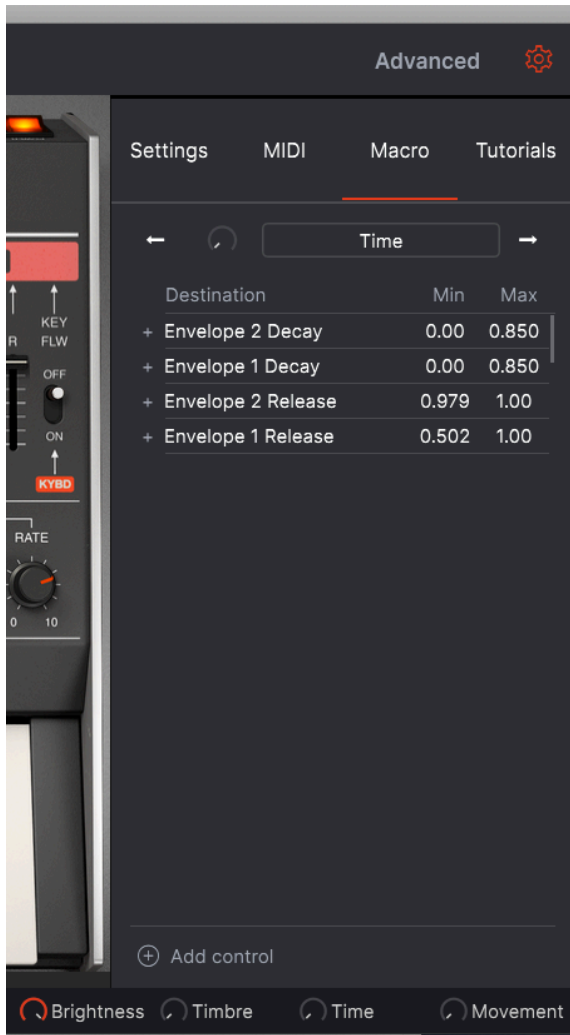 Advanced
Settings MIDI Macro Tutorials
Time
Destination Min Max
+ Envelope 2 Decay 0.00 0.850
+ Envelope 1 Decay 0.00 0.850
+ Envelope 2 Release 0.979 1.00
+ Envelope 1 Release 0.502 1.00
KEY
R FLW
OFF
ON
KYBD
RATE
0 10
Add control
Brightness Timbre Time Movement